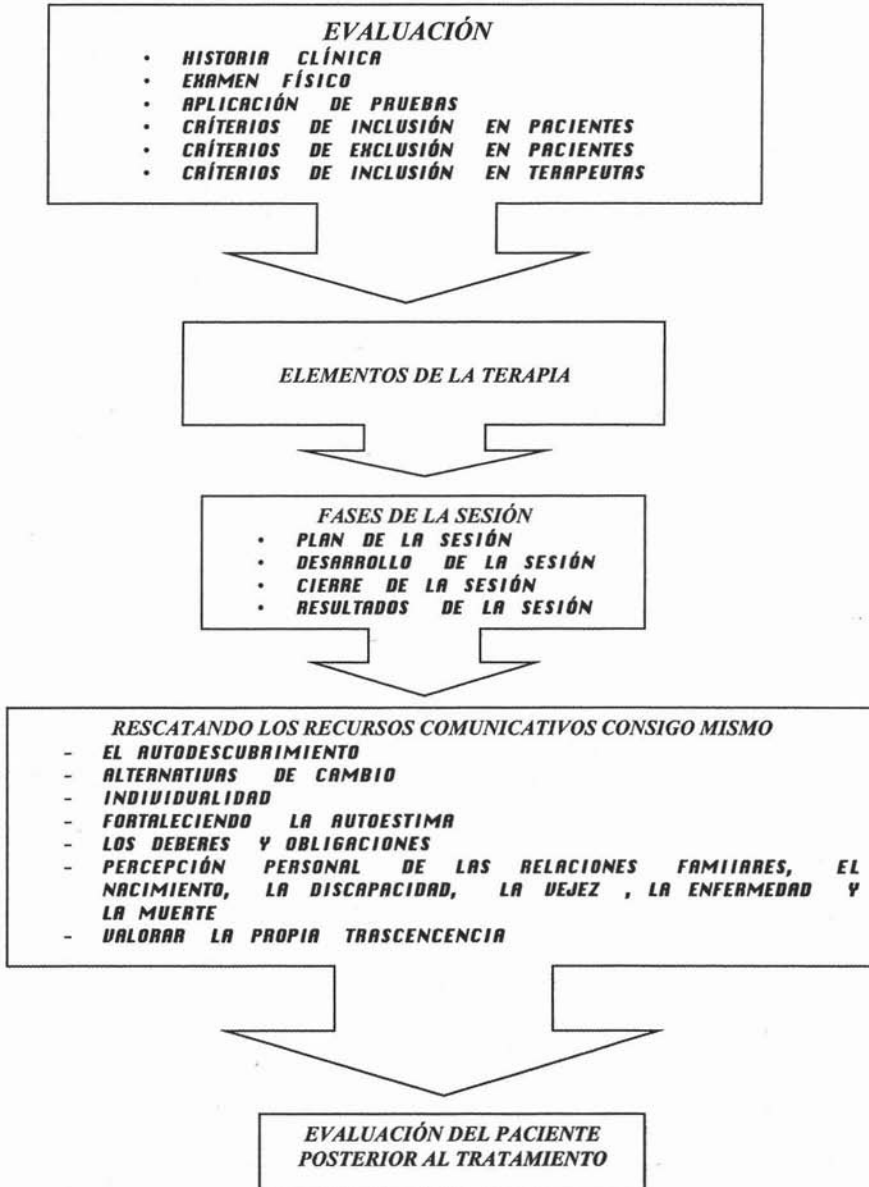 EVALUACIÓN
• HISTORIA CLÍNICA
• EXAMEN FÍSICO
• APLICACIÓN DE PRUEBAS
• CRÍTERIOS DE INCLUSIÓN EN PACIENTES
• CRÍTERIOS DE EXCLUSIÓN EN PACIENTES
• CRÍTERIOS DE INCLUSIÓN EN TERAPEUTAS
ELEMENTOS DE LA TERAPIA
FASES DE LA SESIÓN
• PLAN DE LA SESIÓN
• DESARROLLO DE LA SESIÓN
• CIERRE DE LA SESIÓN
• RESULTADOS DE LA SESIÓN
RESCATANDO LOS RECURSOS COMUNICATIVOS CONSIGO MISMO
- EL AUTODESCUBRIMIENTO
- ALTERNATIVAS DE CAMBIO
- INDIVIDUALIDAD
- FORTALECIENDO LA AUTOESTIMA
- LOS DEBERES Y OBLIGACIONES
- PERCEPCIÓN PERSONAL DE LAS RELACIONES FAMIIARES, EL
NACIMIENTO, LA DISCAPACIDAD, LA VEJEZ , LA ENFERMEDAD Y
LA MUERTE
- VALORAR LA PROPIA TRASCENCENCIA
EVALUACIÓN DEL PACIENTE
POSTERIOR AL TRATAMIENTO